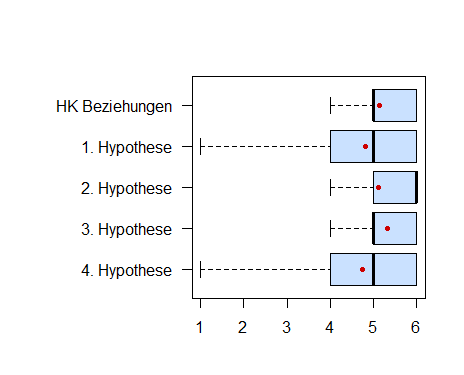 HK Beziehungen
1. Hypothese
2. Hypothese
3. Hypothese
4. Hypothese
1 2 3 4 5 6